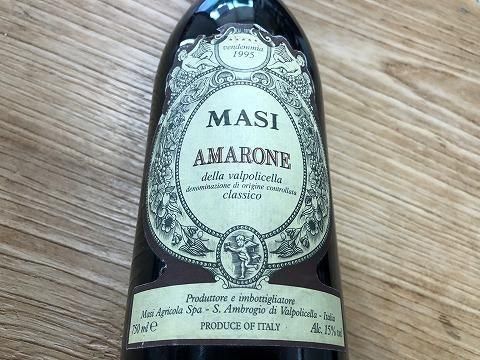 vendemmia
1995
MASI
AMARONE
della valpolicella
denominazione di origine controllata
classico
Produttore e imbottigliatore
Masi Agricola Spa - S. Ambrogio di Valpolicella - Italia
750 ml e PRODUCE OF ITALY Alc. 15% vol